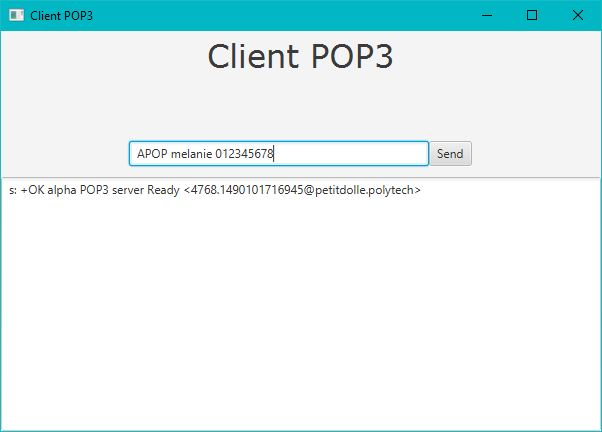 Client POP3
Client POP3
APOP melanie 012345678
Send
s: +OK alpha POP3 server Ready <4768.1490101716945@petitdolle.polytech>